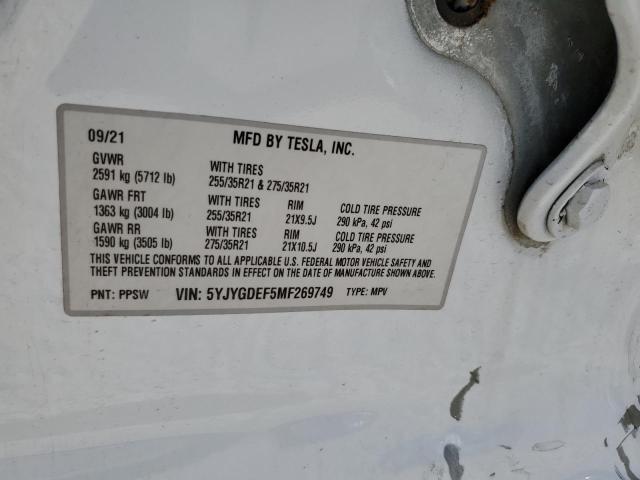 09/21 MFD BY TESLA, INC.
GVWR WITH TIRES
2591 kg (5712 lb) 255/35R21 & 275/35R21
GAWR FRT WITH TIRES RIM COLD TIRE PRESSURE
1363 kg (3004 lb) 255/35R21 21X9.5J 290 kPa, 42 psi
GAWR RR WITH TIRES RIM COLD TIRE PRESSURE
1590 kg (3505 lb) 275/35R21 21X10.5J 290 kPa, 42 psi
THIS VEHICLE CONFORMS TO ALL APPLICABLE U.S. FEDERAL MOTOR VEHICLE SAFETY AND
THEFT PREVENTION STANDARDS IN EFFECT ON THE DATE OF MANUFACTURE SHOWN ABOVE.
PNT: PPSW VIN: 5YJYGDEF5MF269749 TYPE: MPV